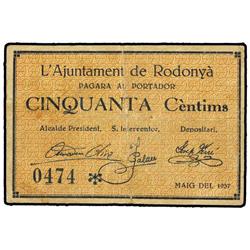 L'Ajuntament de Rodonyà
PAGARA AL PORTADOR
CINQUANTA Cèntims
Alcalde President, S. Interventor, Depositari,
0474
MAIG DEL 1937